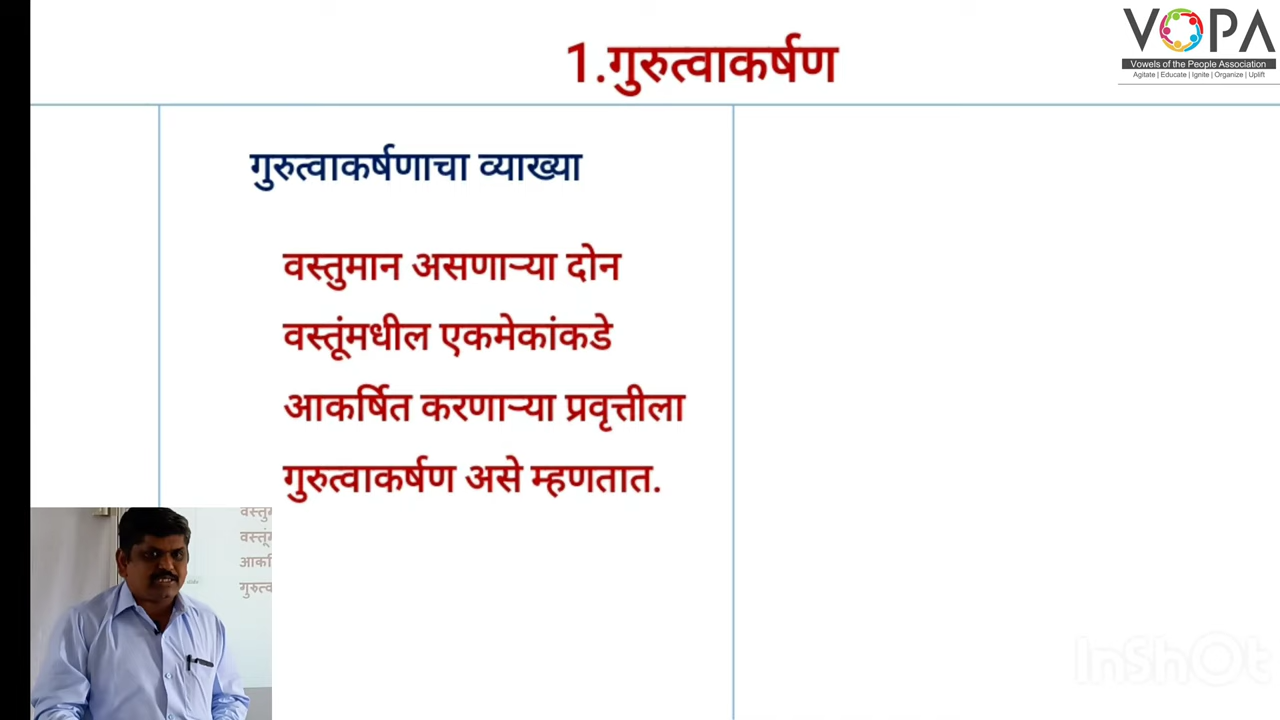 1.गुरुत्वाकर्षण
VOPA
Vowels of the People Association
Agitate | Educate | Ignite | Organize | Uplift
गुरुत्वाकर्षणाचा व्याख्या
वस्तुमान असणाऱ्या दोन
वस्तूंमधील एकमेकांकडे
आकर्षित करणाऱ्या प्रवृत्तीला
गुरुत्वाकर्षण असे म्हणतात.
InShOt